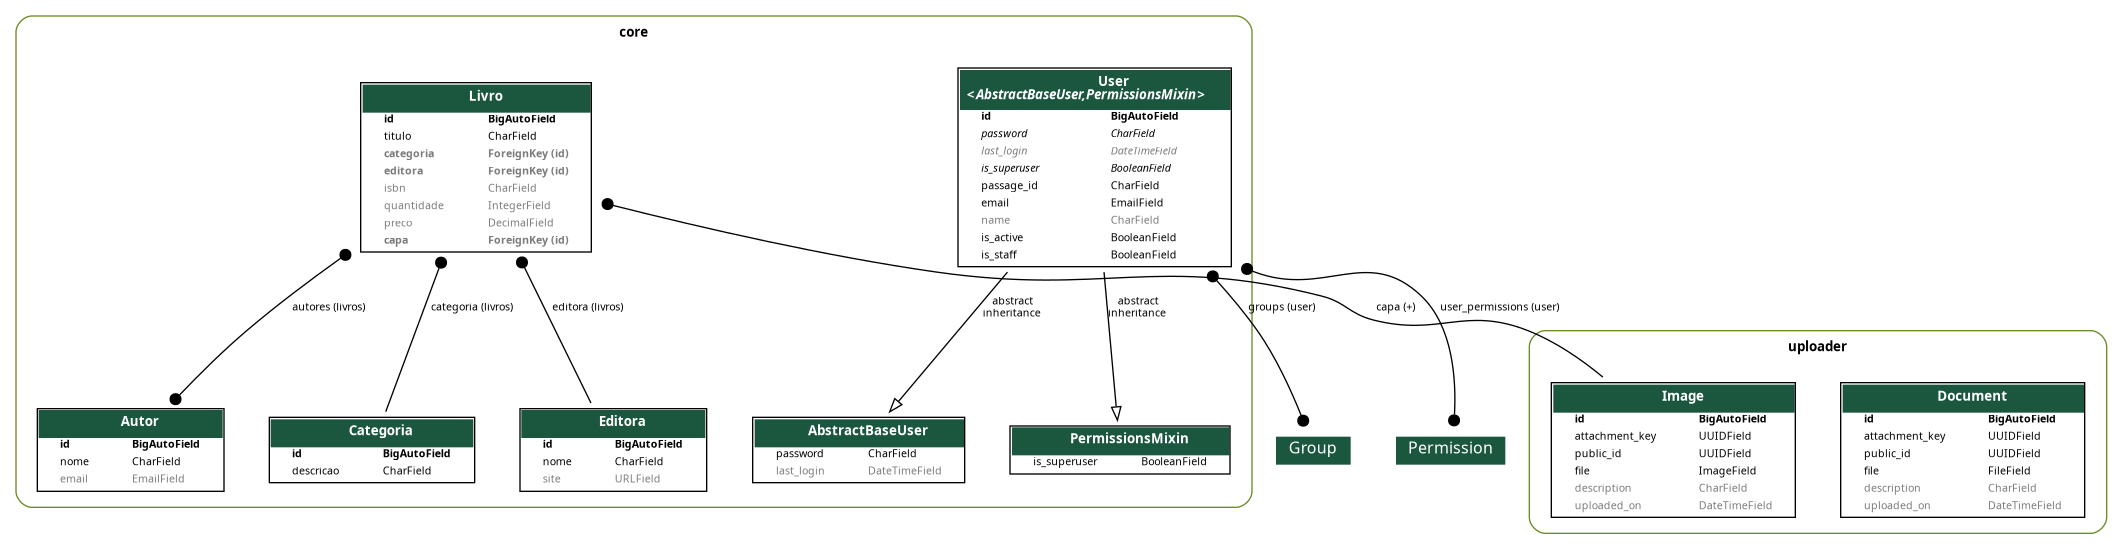 core
Livro
id BigAutoField
titulo CharField
categoria ForeignKey (id)
editora ForeignKey (id)
isbn CharField
quantidade IntegerField
preco DecimalField
capa ForeignKey (id)
User
<AbstractBaseUser,PermissionsMixin>
id BigAutoField
password CharField
last_login DateTimeField
is_superuser BooleanField
passage_id CharField
email EmailField
name CharField
is_active BooleanField
is_staff BooleanField
autores (livros)
categoria (livros)
editora (livros)
abstract
inheritance
abstract
inheritance
groups (user)
capa (+)
user_permissions (user)
Autor
id BigAutoField
nome CharField
email EmailField
Categoria
id BigAutoField
descricao CharField
Editora
id BigAutoField
nome CharField
site URLField
AbstractBaseUser
password CharField
last_login DateTimeField
PermissionsMixin
is_superuser BooleanField
Group
Permission
uploader
Image
id BigAutoField
attachment_key UUIDField
public_id UUIDField
file ImageField
description CharField
uploaded_on DateTimeField
Document
id BigAutoField
attachment_key UUIDField
public_id UUIDField
file FileField
description CharField
uploaded_on DateTimeField